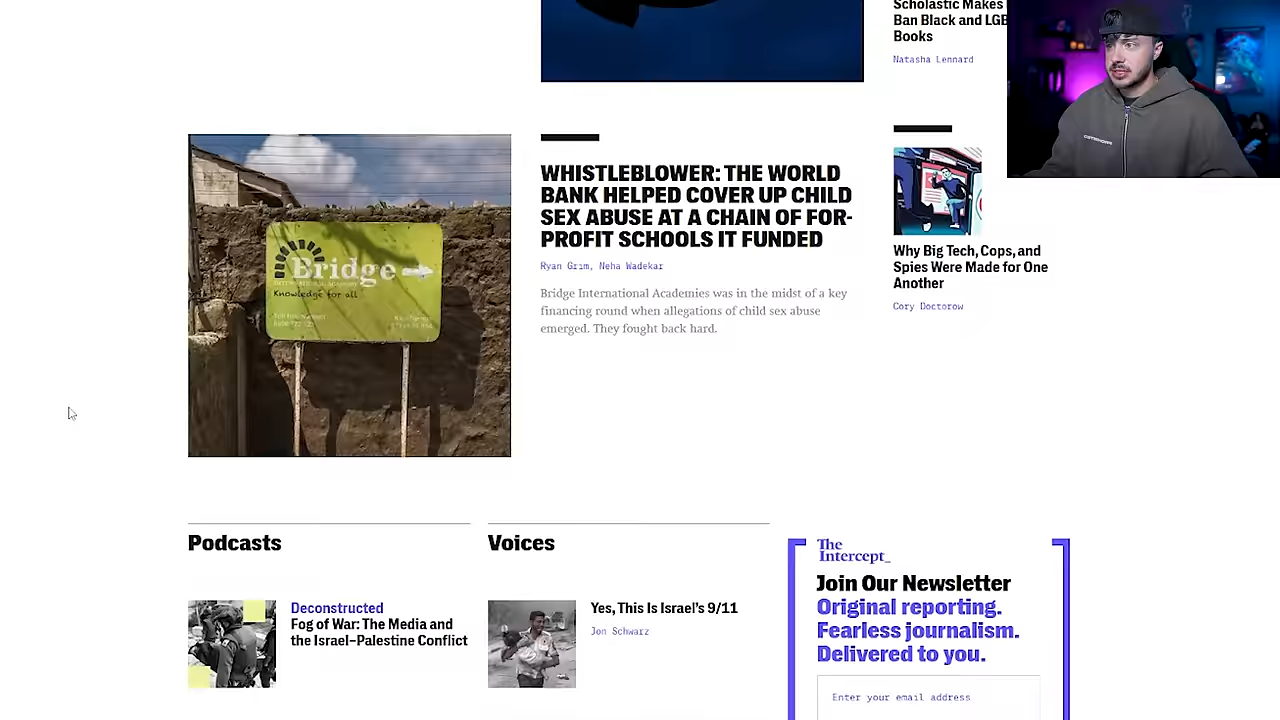 Scholastic Makes
Ban Black and LGB
Books
Natasha Lennard
Bridge
Knowledge for all
WHISTLEBLOWER: THE WORLD
BANK HELPED COVER UP CHILD
SEX ABUSE AT A CHAIN OF FOR-
PROFIT SCHOOLS IT FUNDED
Ryan Grim, Neha Wadekar
Bridge International Academies was in the midst of a key
financing round when allegations of child sex abuse
emerged. They fought back hard.
Why Big Tech, Cops, and
Spies Were Made for One
Another
Cory Doctorow
Podcasts
Deconstructed
Fog of War: The Media and
the Israel–Palestine Conflict
Voices
Yes, This Is Israel’s 9/11
Jon Schwarz
The
Intercept_
Join Our Newsletter
Original reporting.
Fearless journalism.
Delivered to you.
Enter your email address